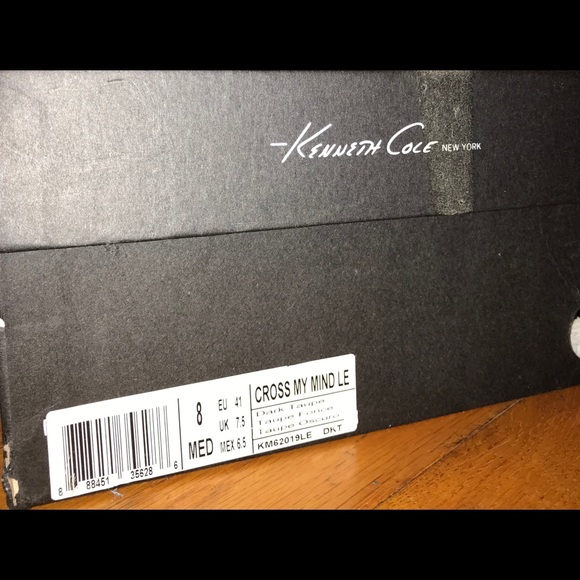 -KENNETH COLE NEW YORK
8 EU 41 CROSS MY MIND LE
UK 7.5 Dark Taupe
Taupe Fonce
MED MEX 6.5 Taupe Oscuro
KM62019LE DKT
8 88451 35628 6